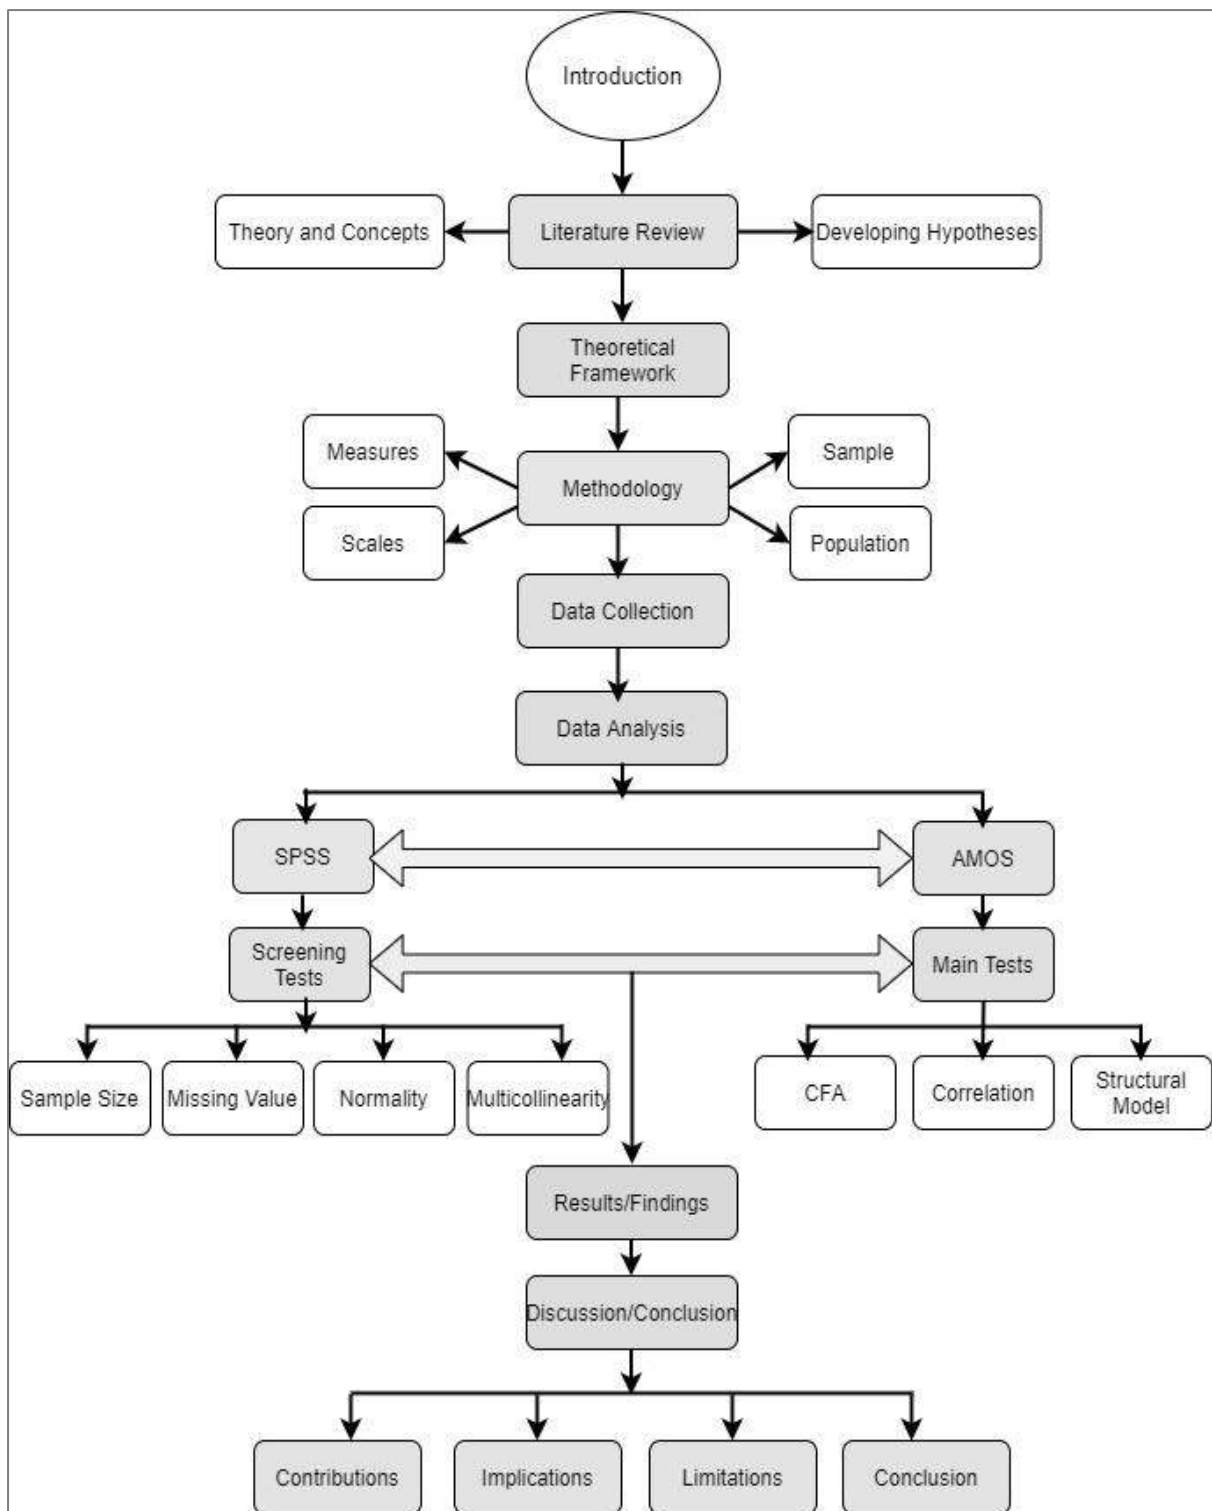 Introduction
Theory and Concepts
Literature Review
Developing Hypotheses
Theoretical
Framework
Measures
Sample
Methodology
Scales
Population
Data Collection
Data Analysis
SPSS
AMOS
Screening
Tests
Main Tests
Sample Size
Missing Value
Normality
Multicollinearity
CFA
Correlation
Structural
Model
Results/Findings
Discussion/Conclusion
Contributions
Implications
Limitations
Conclusion